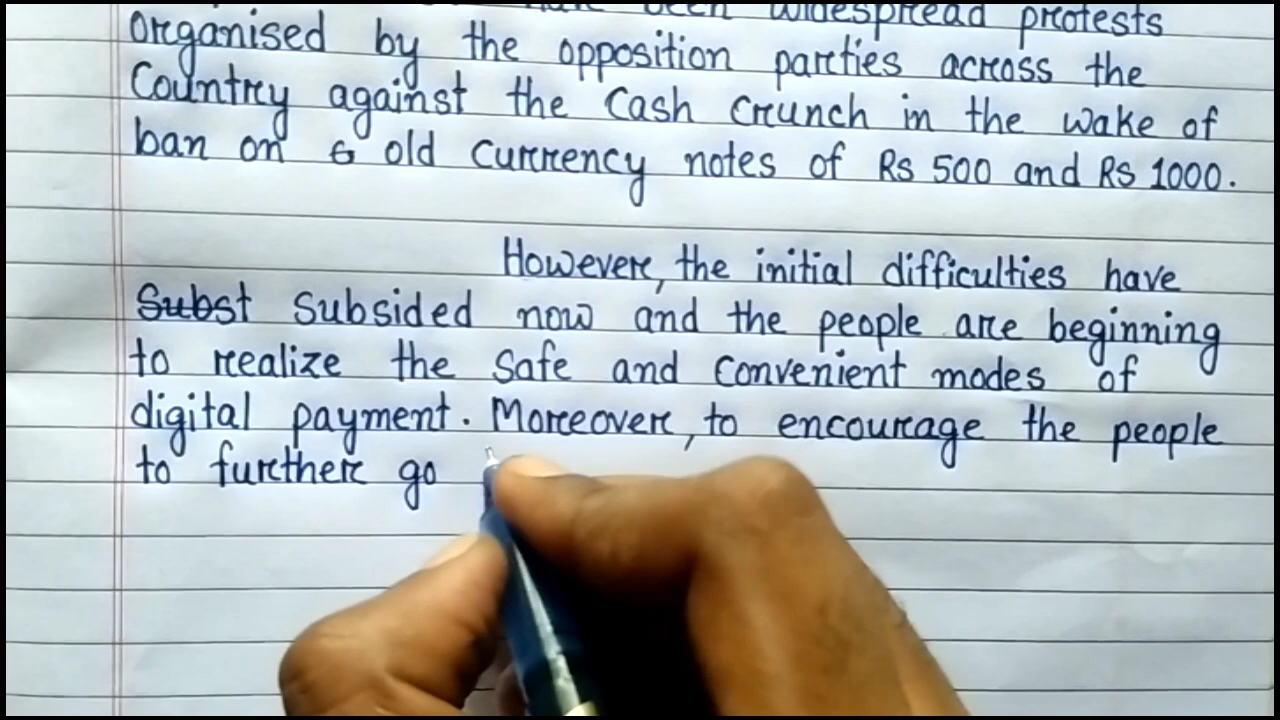 been widespread protests
Organised by the opposition parties across the
Country against the Cash Crunch in the wake of
ban on 6 old currency notes of Rs 500 and Rs 1000.
However, the initial difficulties have
Subst Subsided now and the people are beginning
to realize the safe and convenient modes of
digital payment. Moreover, to encourage the people
to further go